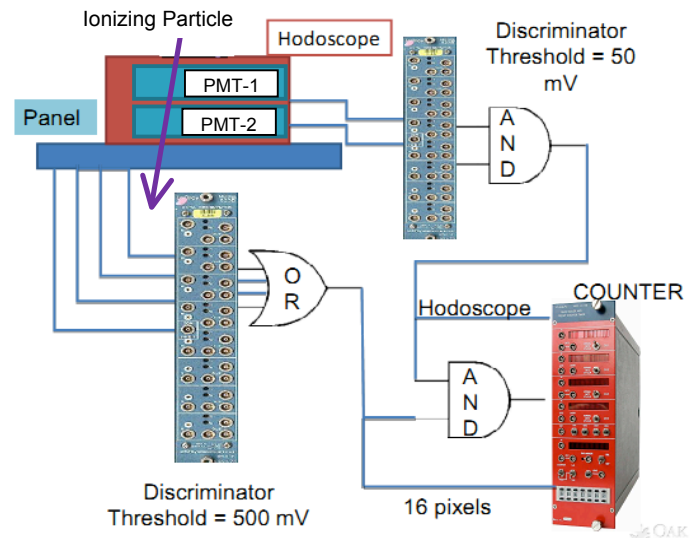 Ionizing Particle
Hodoscope
PMT-1
PMT-2
Panel
Discriminator
Threshold = 50
mV
A
N
D
O
R
Hodoscope
COUNTER
A
N
D
16 pixels
Discriminator
Threshold = 500 mV
OAK